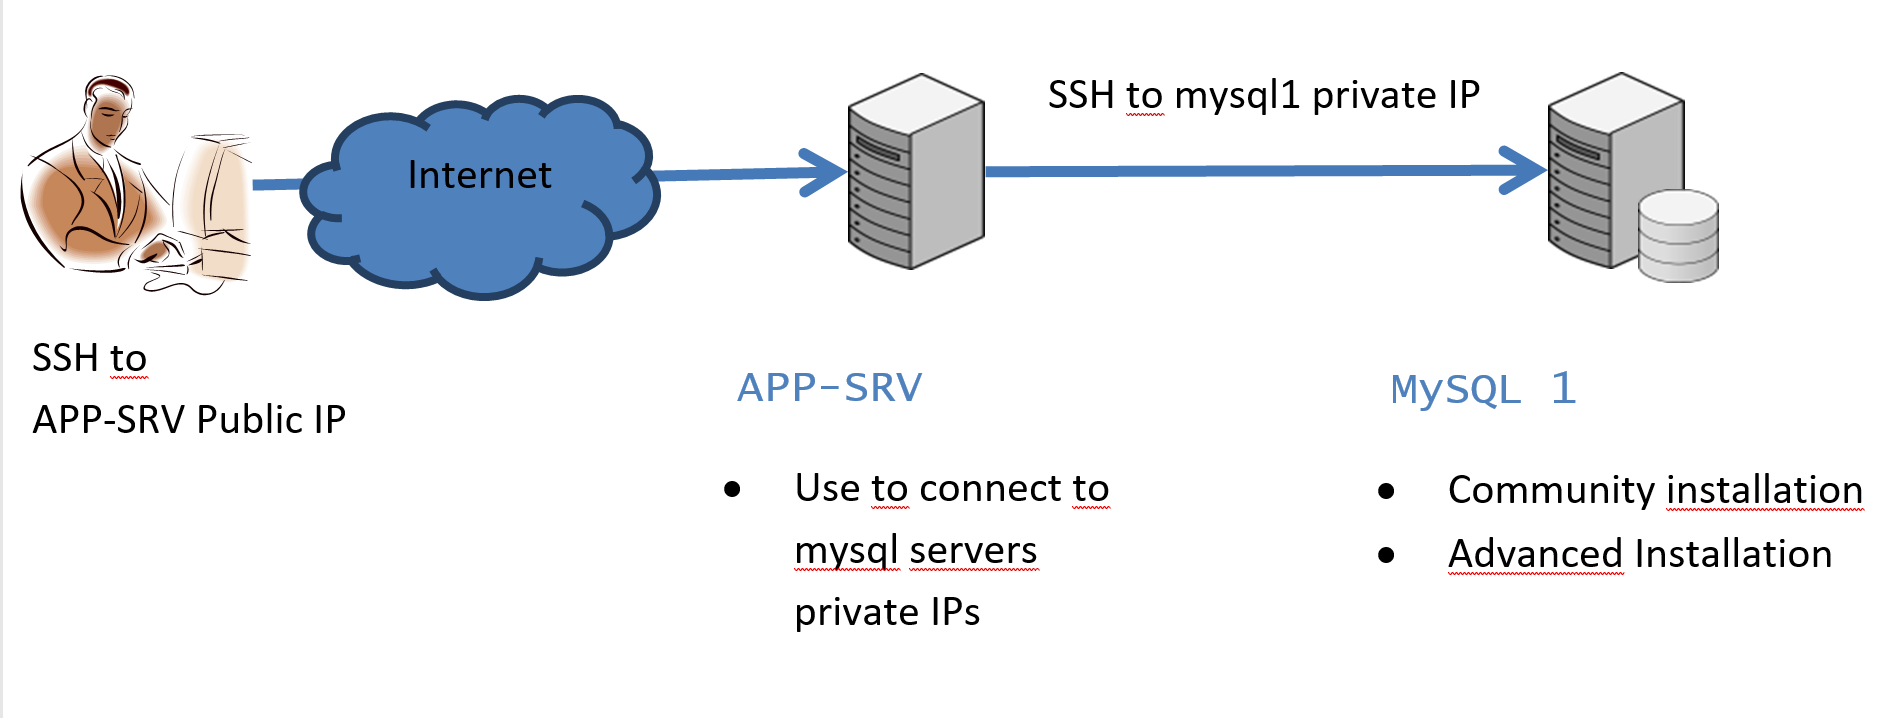 Internet
SSH to mysql1 private IP
SSH to
APP-SRV Public IP
APP-SRV
• Use to connect to
mysql servers
private IPs
MySQL 1
• Community installation
• Advanced Installation